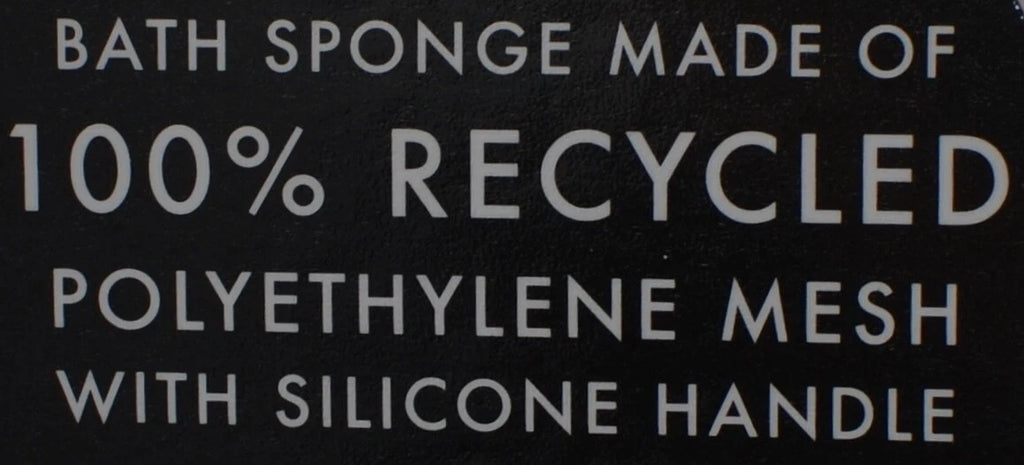 BATH SPONGE MADE OF
100% RECYCLED
POLYETHYLENE MESH
WITH SILICONE HANDLE